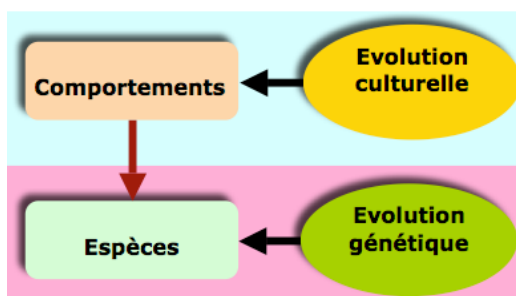 Comportements
Evolution
culturelle
Espèces
Evolution
génétique